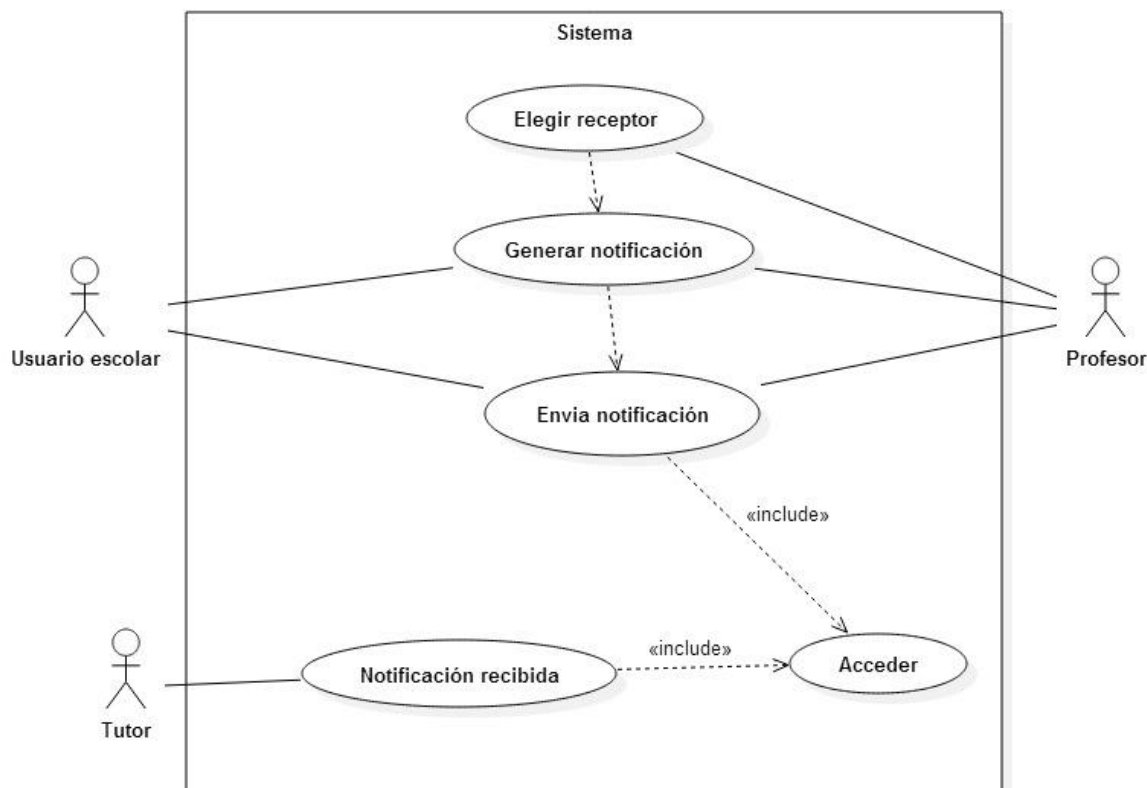 Sistema
Elegir receptor
Generar notificación
Usuario escolar
Profesor
Envia notificación
«include»
«include»
Notificación recibida
Acceder
Tutor